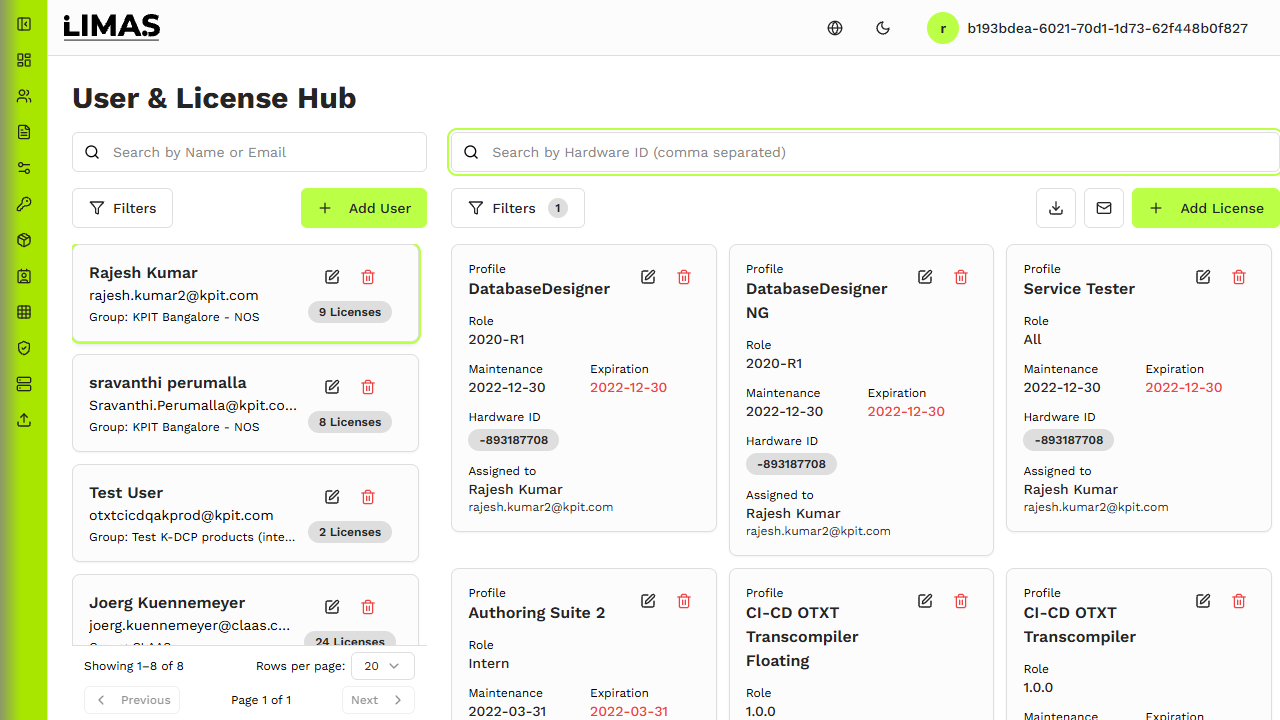 LIMAS
r
b193bdea-6021-70d1-1d73-62f448b0f827
User & License Hub
Search by Name or Email
Search by Hardware ID (comma separated)
Filters
Add User
Filters 1
Add License
Rajesh Kumar
rajesh.kumar2@kpit.com
Group: KPIT Bangalore - NOS
9 Licenses
sravanthi perumalla
Sravanthi.Perumalla@kpit.co...
Group: KPIT Bangalore - NOS
8 Licenses
Test User
otxtcicdqakprod@kpit.com
Group: Test K-DCP products (inte...
2 Licenses
Joerg Kuennemeyer
joerg.kuennemeyer@claas.c...
24 Licenses
Showing 1–8 of 8
Rows per page: 20
Previous
Page 1 of 1
Next
Profile
DatabaseDesigner
Role
2020-R1
Maintenance Expiration
2022-12-30 2022-12-30
Hardware ID
-893187708
Assigned to
Rajesh Kumar
rajesh.kumar2@kpit.com
Profile
DatabaseDesigner
NG
Role
2020-R1
Maintenance Expiration
2022-12-30 2022-12-30
Hardware ID
-893187708
Assigned to
Rajesh Kumar
rajesh.kumar2@kpit.com
Profile
Service Tester
Role
All
Maintenance Expiration
2022-12-30 2022-12-30
Hardware ID
-893187708
Assigned to
Rajesh Kumar
rajesh.kumar2@kpit.com
Profile
Authoring Suite 2
Role
Intern
Maintenance Expiration
2022-03-31 2022-03-31
Profile
CI-CD OTXT
Transcompiler
Floating
Role
1.0.0
Profile
CI-CD OTXT
Transcompiler
Role
1.0.0
Maintenance Expiration